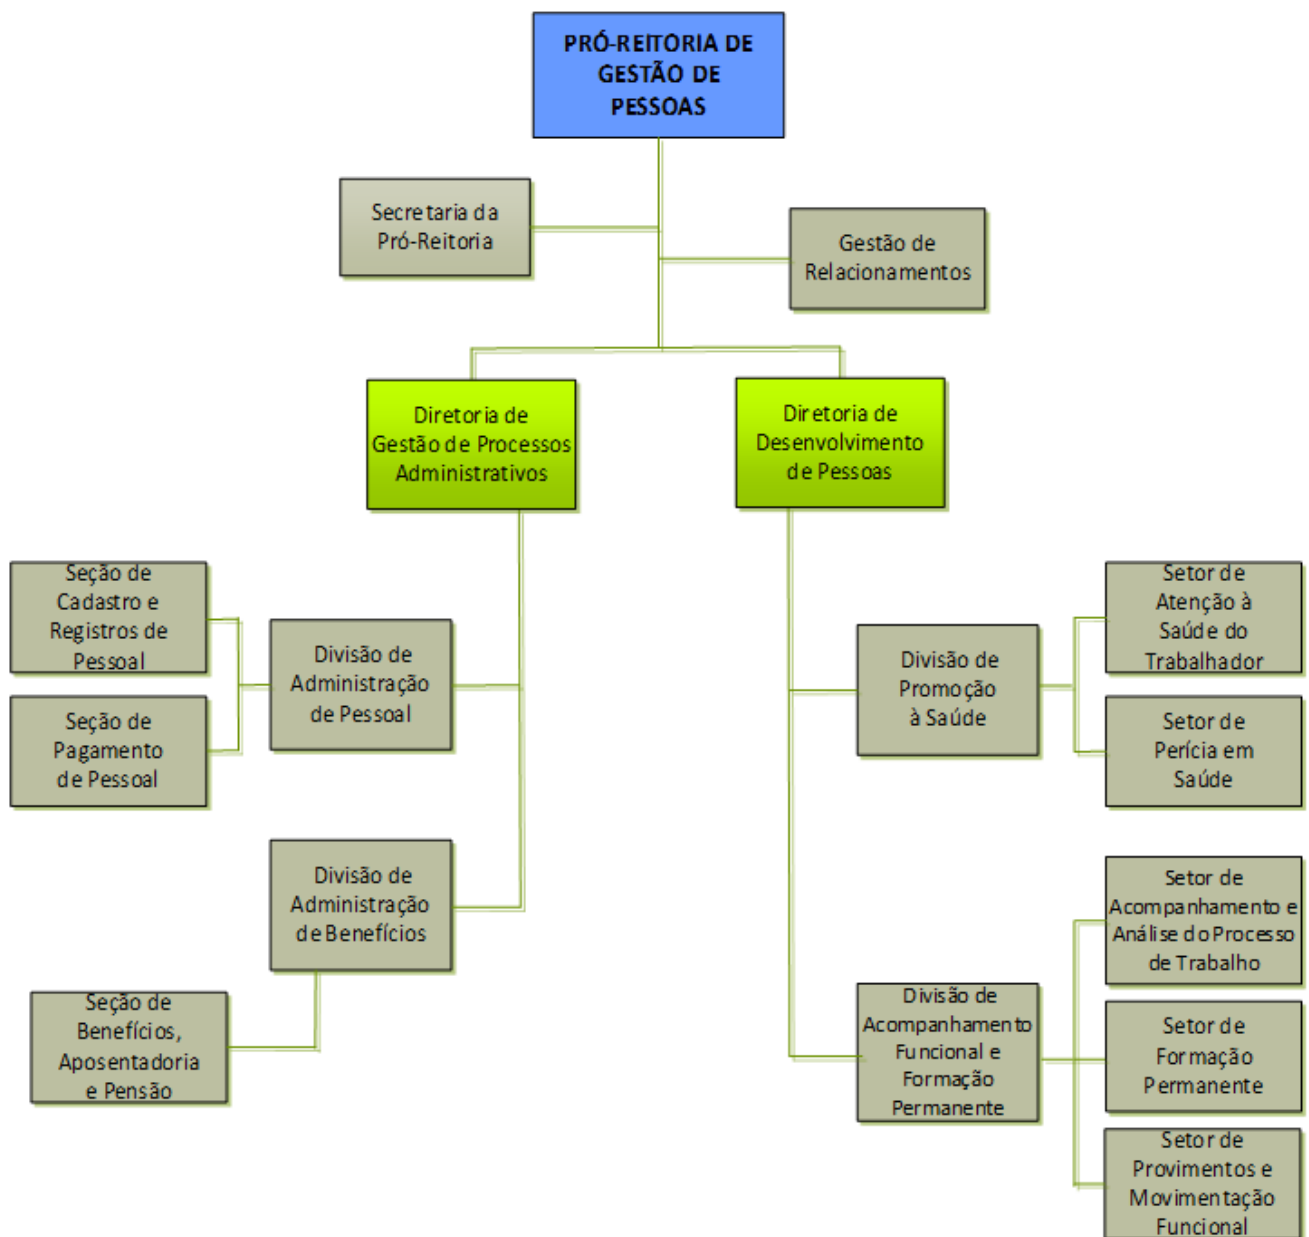 PRÓ-REITORIA DE
GESTÃO DE
PESSOAS
Secretaria da
Pró-Reitoria
Gestão de
Relacionamentos
Diretoria de
Gestão de Processos
Administrativos
Diretoria de
Desenvolvimento
de Pessoas
Seção de
Cadastro e
Registros de
Pessoal
Divisão de
Administração
de Pessoal
Seção de
Pagamento
de Pessoal
Divisão de
Administração
de Benefícios
Seção de
Benefícios,
Aposentadoria
e Pensão
Divisão de
Promoção
à Saúde
Setor de
Atenção à
Saúde do
Trabalhador
Setor de
Perícia em
Saúde
Divisão de
Acompanhamento
Funcional e
Formação
Permanente
Setor de
Acompanhamento e
Análise do Processo
de Trabalho
Setor de
Formação
Permanente
Setor de
Provimentos e
Movimentação
Funcional